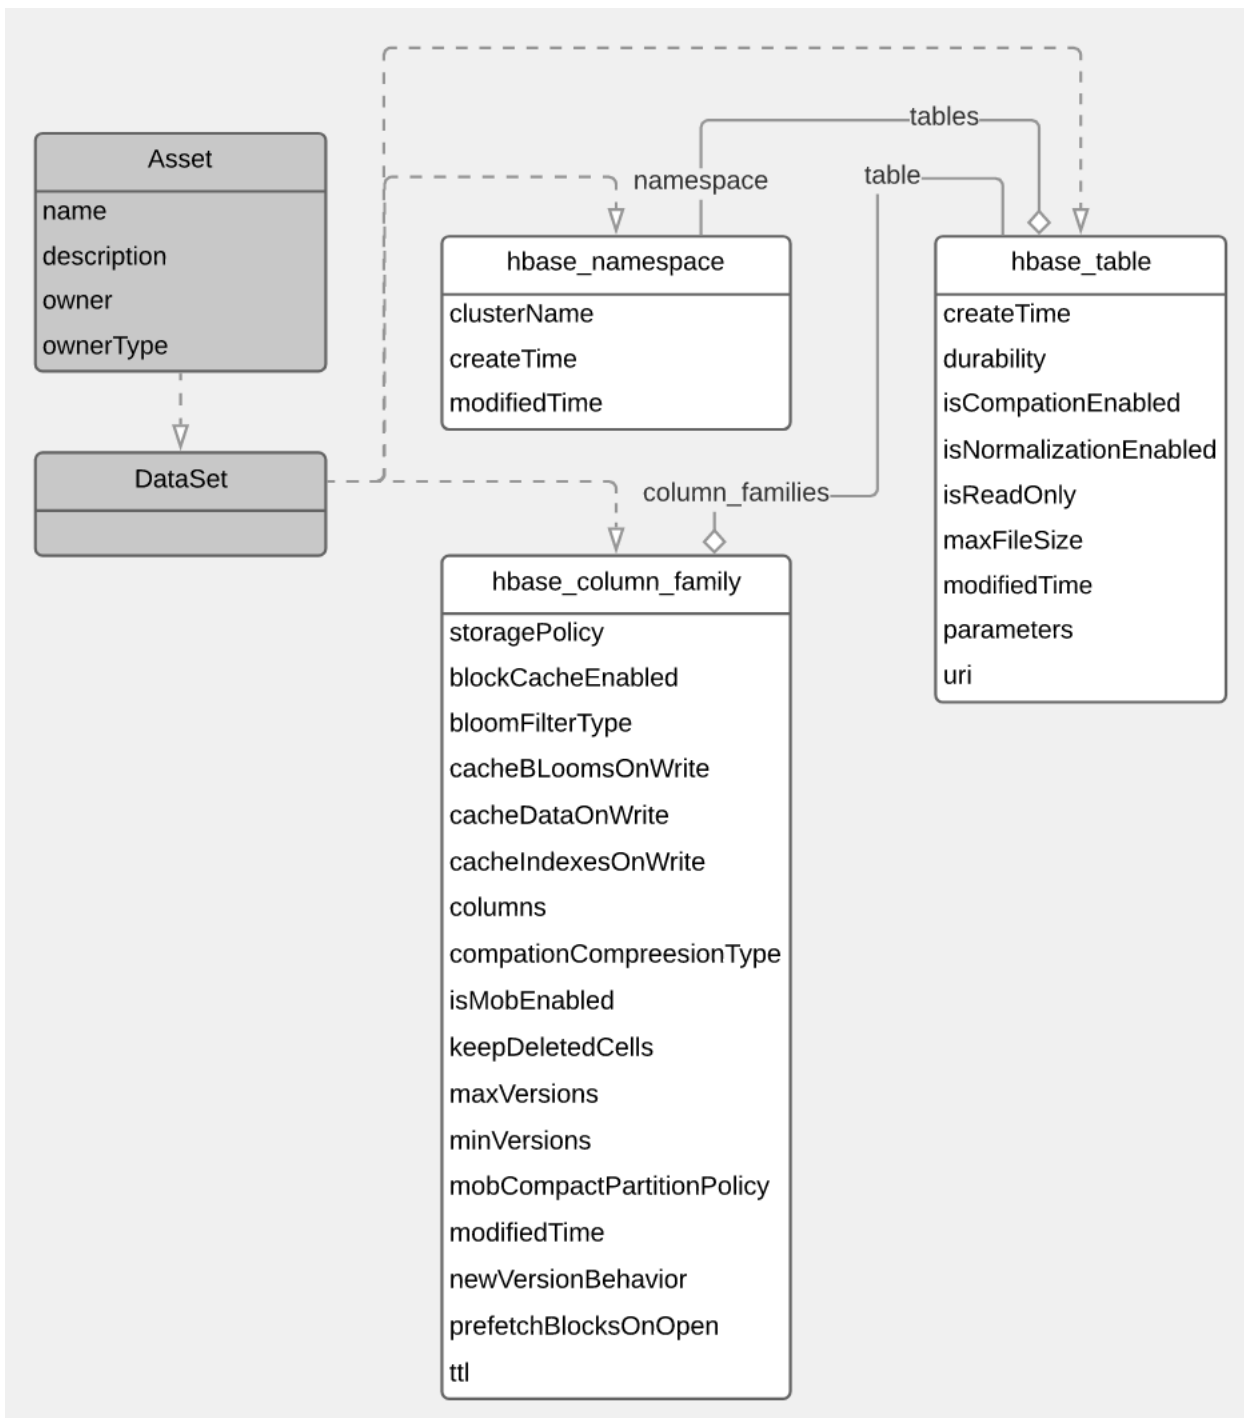 tables
namespace
table
Asset
name
description
owner
ownerType
DataSet
hbase_namespace
clusterName
createTime
modifiedTime
hbase_table
createTime
durability
isCompationEnabled
isNormalizationEnabled
isReadOnly
maxFileSize
modifiedTime
parameters
uri
column_families
hbase_column_family
storagePolicy
blockCacheEnabled
bloomFilterType
cacheBLoomsOnWrite
cacheDataOnWrite
cacheIndexesOnWrite
columns
compationCompreesionType
isMobEnabled
keepDeletedCells
maxVersions
minVersions
mobCompactPartitionPolicy
modifiedTime
newVersionBehavior
prefetchBlocksOnOpen
ttl